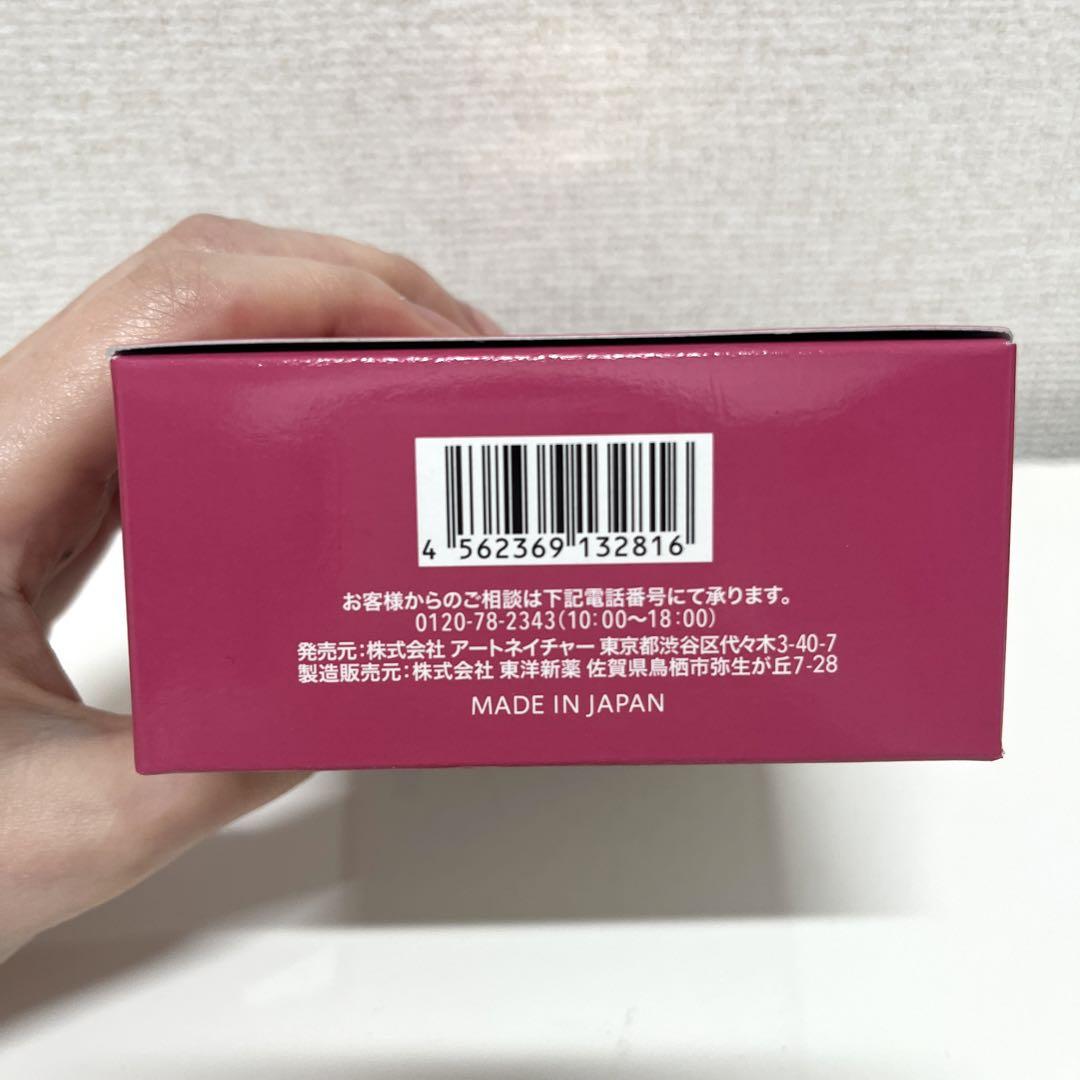 4 562369 132816
お客様からのご相談は下記電話番号にて承ります。
0120-78-2343(10:00〜18:00)
発売元:株式会社 アートネイチャー 東京都渋谷区代々木3-40-7
製造販売元:株式会社 東洋新薬 佐賀県鳥栖市弥生が丘7-28
MADE IN JAPAN